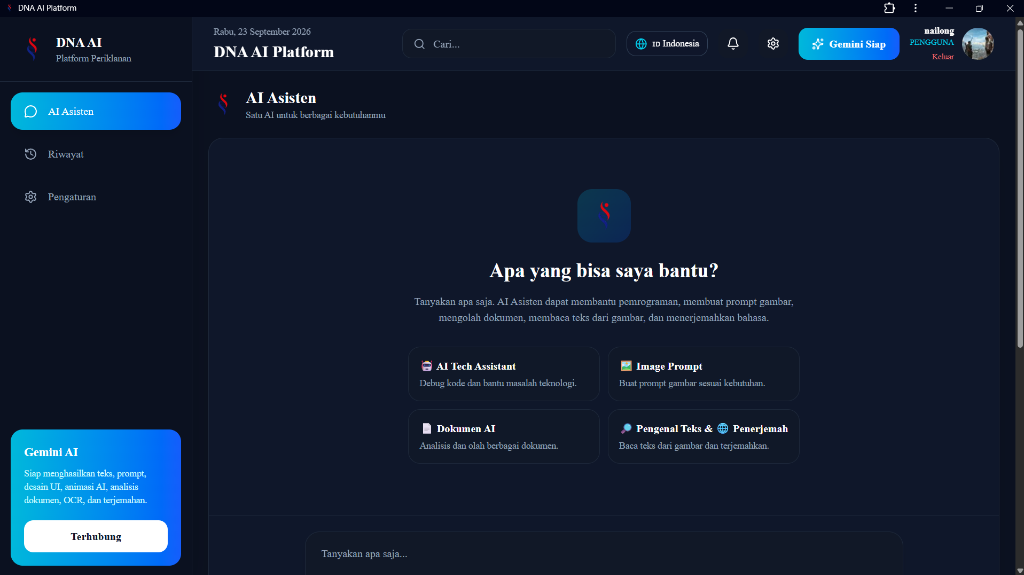 DNA AI Platform
DNA AI
Platform Periklanan
AI Asisten
Riwayat
Pengaturan
Gemini AI
Siap menghasilkan teks, prompt,
desain UI, animasi AI, analisis
dokumen, OCR, dan terjemahan.
Terhubung
Rabu, 23 September 2026
DNA AI Platform
Cari...
ID Indonesia
Gemini Siap
nailong
PENGGUNA
Keluar
AI Asisten
Satu AI untuk berbagai kebutuhanmu
Apa yang bisa saya bantu?
Tanyakan apa saja. AI Asisten dapat membantu pemrograman, membuat prompt gambar,
mengolah dokumen, membaca teks dari gambar, dan menerjemahkan bahasa.
AI Tech Assistant
Debug kode dan bantu masalah teknologi.
Image Prompt
Buat prompt gambar sesuai kebutuhan.
Dokumen AI
Analisis dan olah berbagai dokumen.
Pengenal Teks & Penerjemah
Baca teks dari gambar dan terjemahkan.
Tanyakan apa saja...